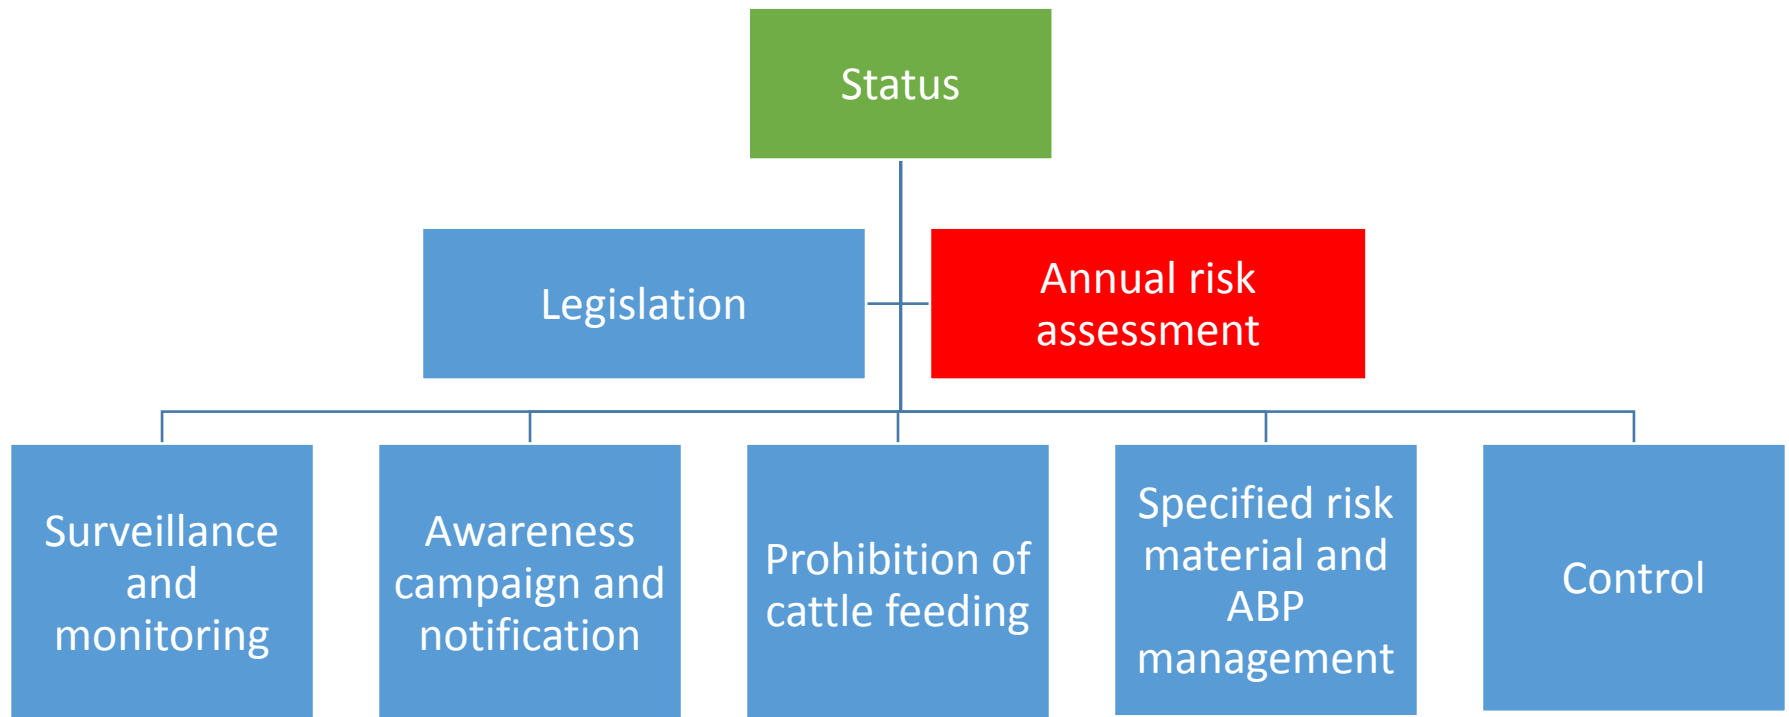 Status
Legislation
Annual risk
assessment
Surveillance
and
monitoring
Awareness
campaign and
notification
Prohibition of
cattle feeding
Specified risk
material and
ABP
management
Control